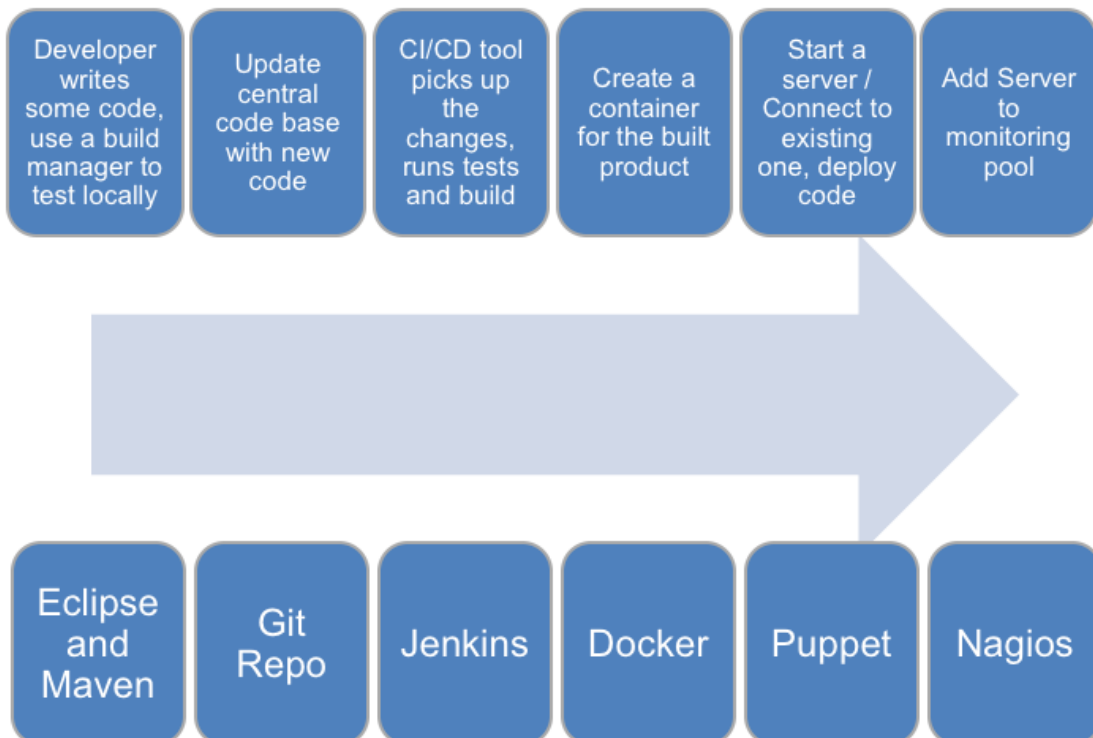 Developer
writes
some code,
use a build
manager to
test locally
Update
central
code base
with new
code
CI/CD tool
picks up
the
changes,
runs tests
and build
Create a
container
for the built
product
Start a
server /
Connect to
existing
one, deploy
code
Add Server
to
monitoring
pool
Eclipse
and
Maven
Git
Repo
Jenkins
Docker
Puppet
Nagios